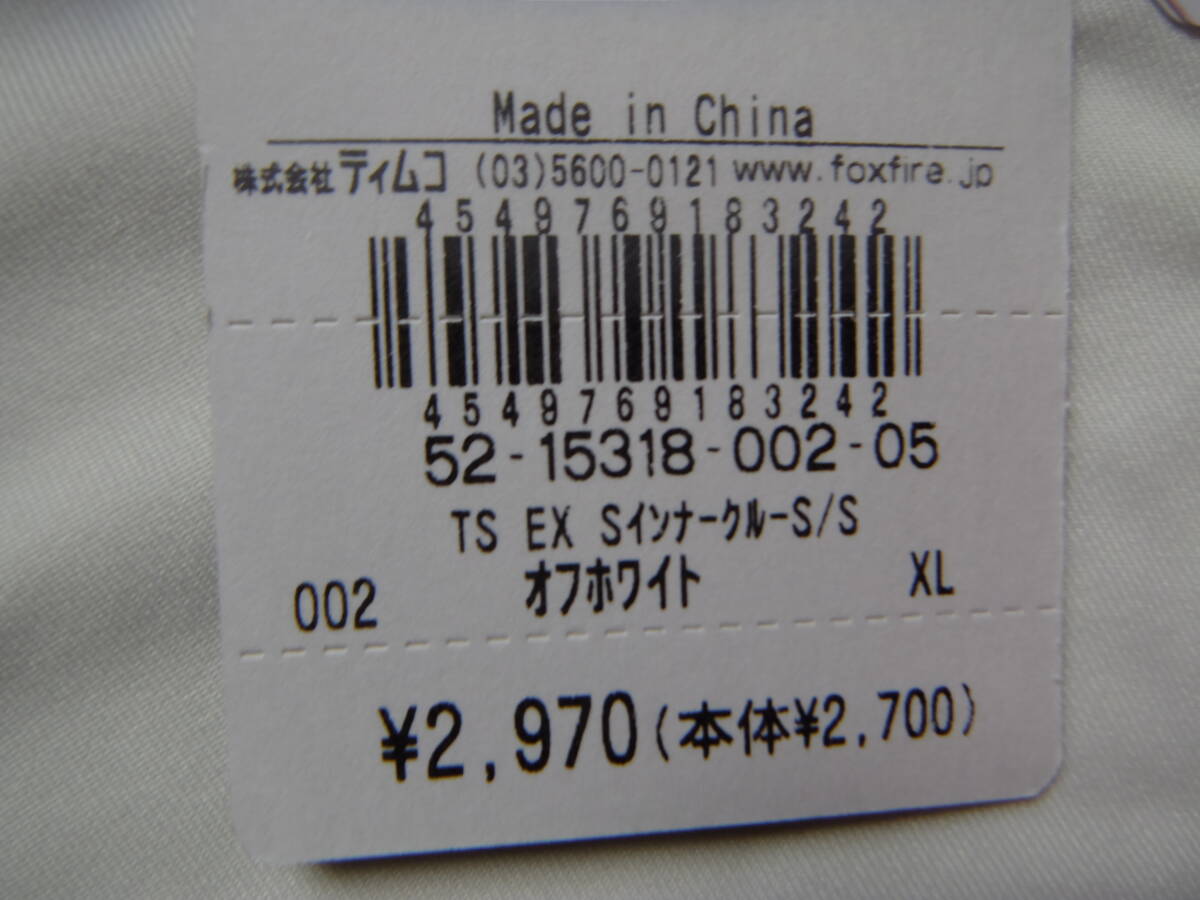 Made in China
株式会社ティムコ (03)5600-0121 www.foxfire.jp
4549769183242
4549769183242
52-15318-002-05
TS EX SインナークルーS/S
002 オフホワイト XL
¥2,970(本体¥2,700)